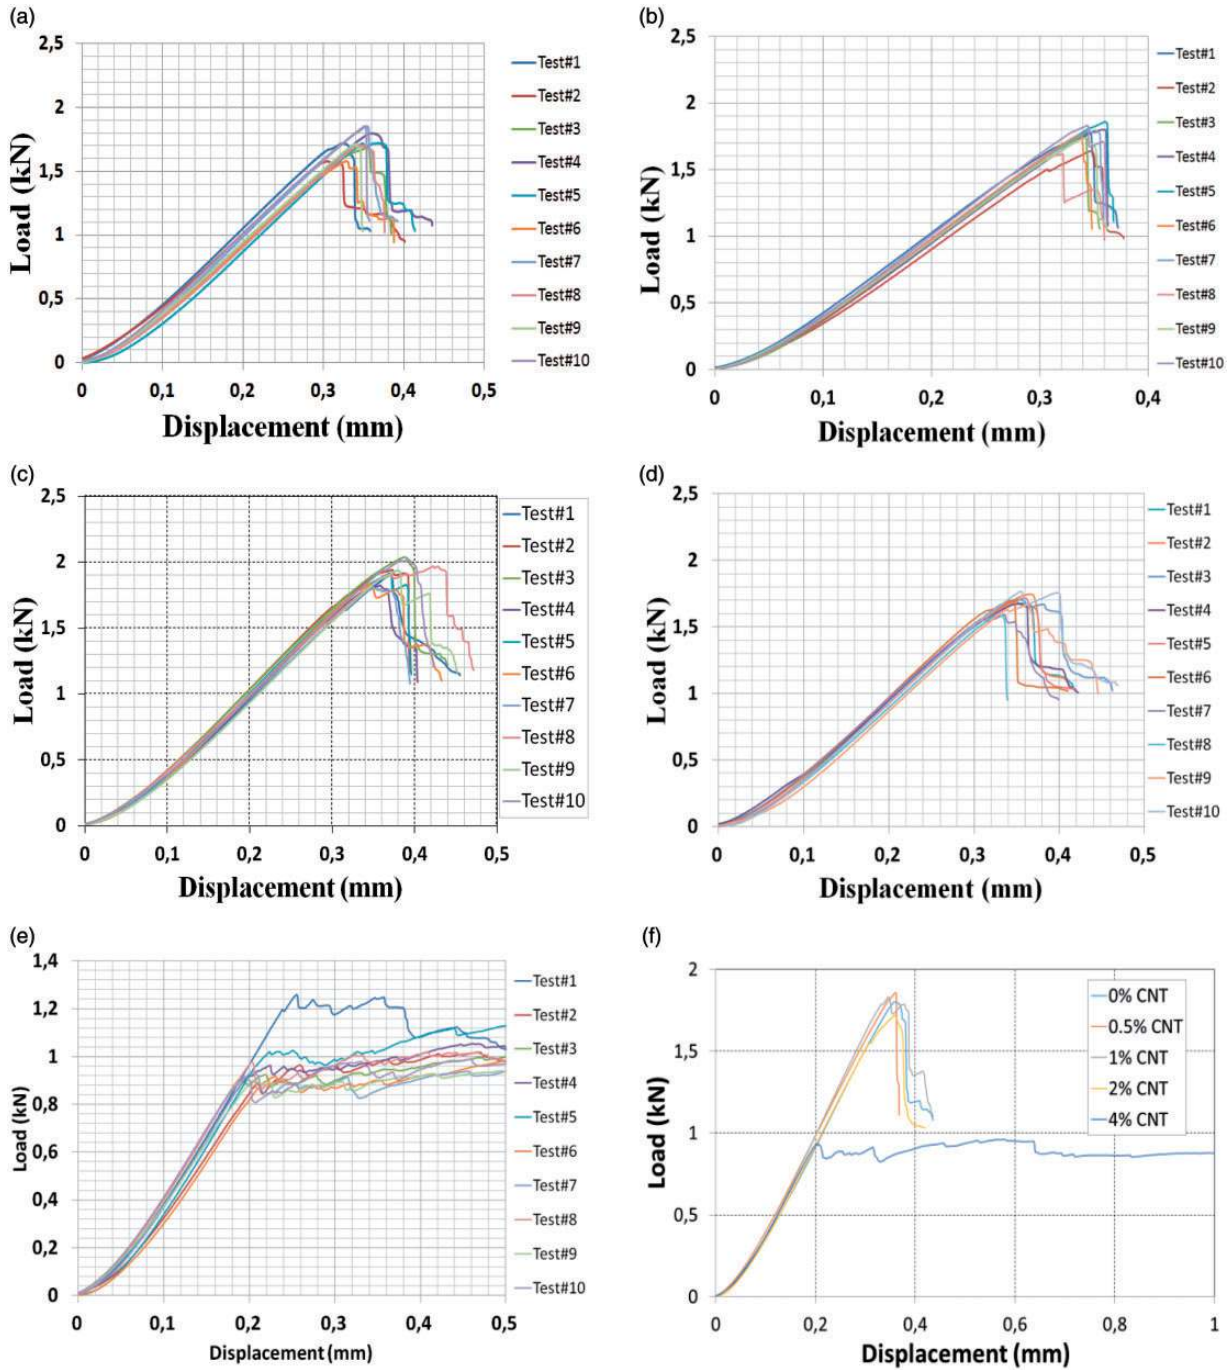 (a)
2,5
2
1,5
1
0,5
0
0
0,1
0,2
0,3
0,4
0,5
Load (kN)
Displacement (mm)
Test#1
Test#2
Test#3
Test#4
Test#5
Test#6
Test#7
Test#8
Test#9
Test#10
(b)
2,5
2
1,5
1
0,5
0
0
0,1
0,2
0,3
0,4
Load (kN)
Displacement (mm)
Test#1
Test#2
Test#3
Test#4
Test#5
Test#6
Test#7
Test#8
Test#9
Test#10
(c)
2,5
2
1,5
1
0,5
0
0
0,1
0,2
0,3
0,4
0,5
Load (kN)
Displacement (mm)
Test#1
Test#2
Test#3
Test#4
Test#5
Test#6
Test#7
Test#8
Test#9
Test#10
(d)
2,5
2
1,5
1
0,5
0
0
0,1
0,2
0,3
0,4
0,5
Load (kN)
Displacement (mm)
Test#1
Test#2
Test#3
Test#4
Test#5
Test#6
Test#7
Test#8
Test#9
Test#10
(e)
1,4
1,2
1
0,8
0,6
0,4
0,2
0
0
0,1
0,2
0,3
0,4
0,5
Load (kN)
Displacement (mm)
Test#1
Test#2
Test#3
Test#4
Test#5
Test#6
Test#7
Test#8
Test#9
Test#10
(f)
2
1,5
1
0,5
0
0
0,2
0,4
0,6
0,8
1
Load (kN)
Displacement (mm)
0% CNT
0.5% CNT
1% CNT
2% CNT
4% CNT